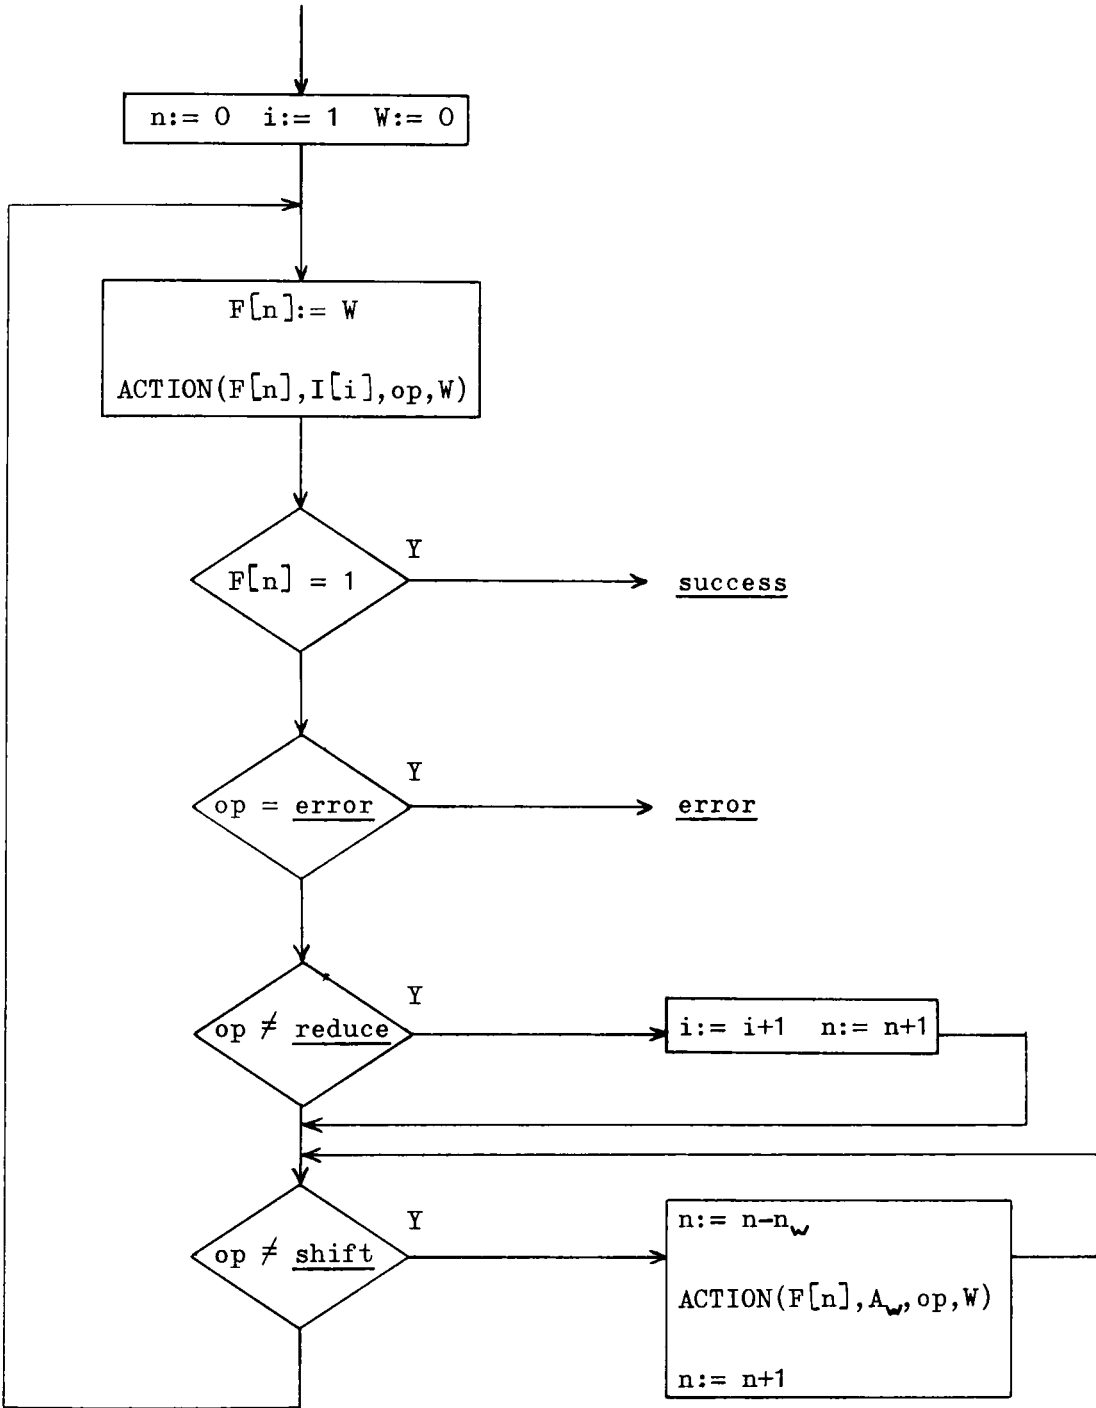 n:= 0 i:= 1 W:= 0
F[n]:= W
ACTION(F[n],I[i],op,W)
F[n] = 1
Y
success
op = error
Y
error
op ≠ reduce
Y
i:= i+1 n:= n+1
op ≠ shift
Y
n:= n-n_w
ACTION(F[n],A_w,op,W)
n:= n+1